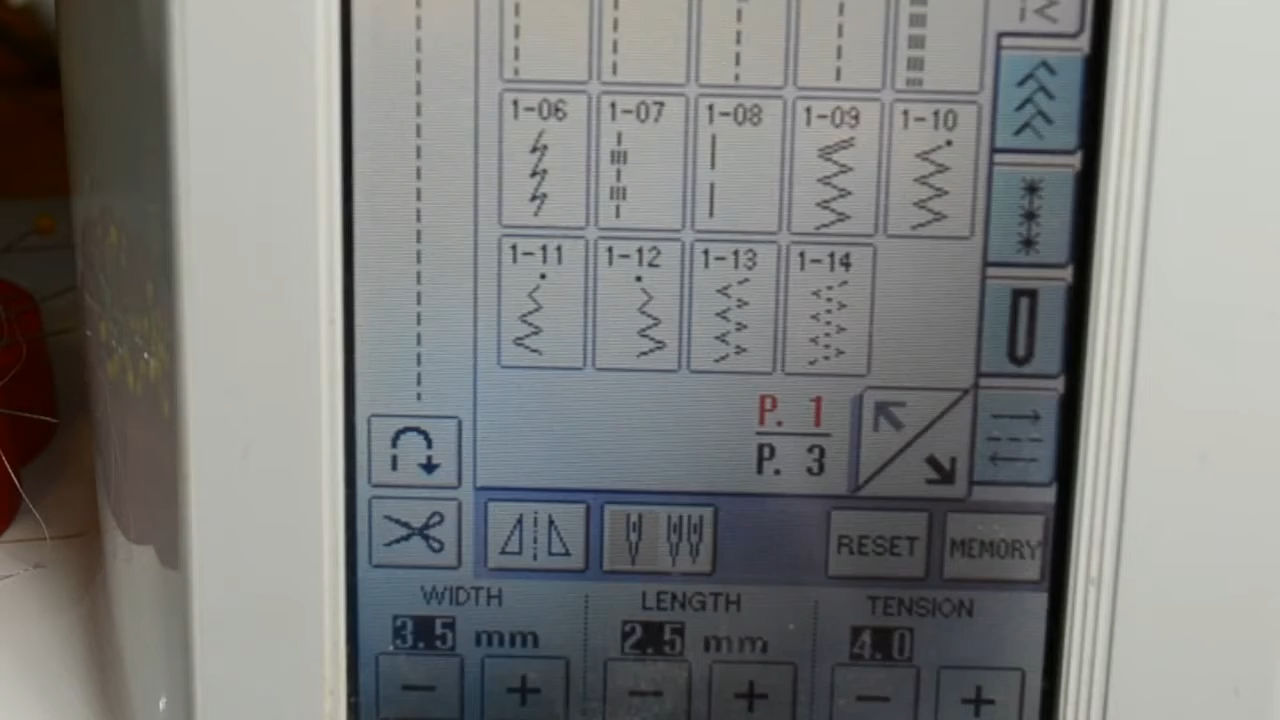 1-06 1-07 1-08 1-09 1-10
1-11 1-12 1-13 1-14
P. 1
P. 3
RESET MEMORY
WIDTH LENGTH TENSION
3.5 mm 2.5 mm 4.0
- + - + - +